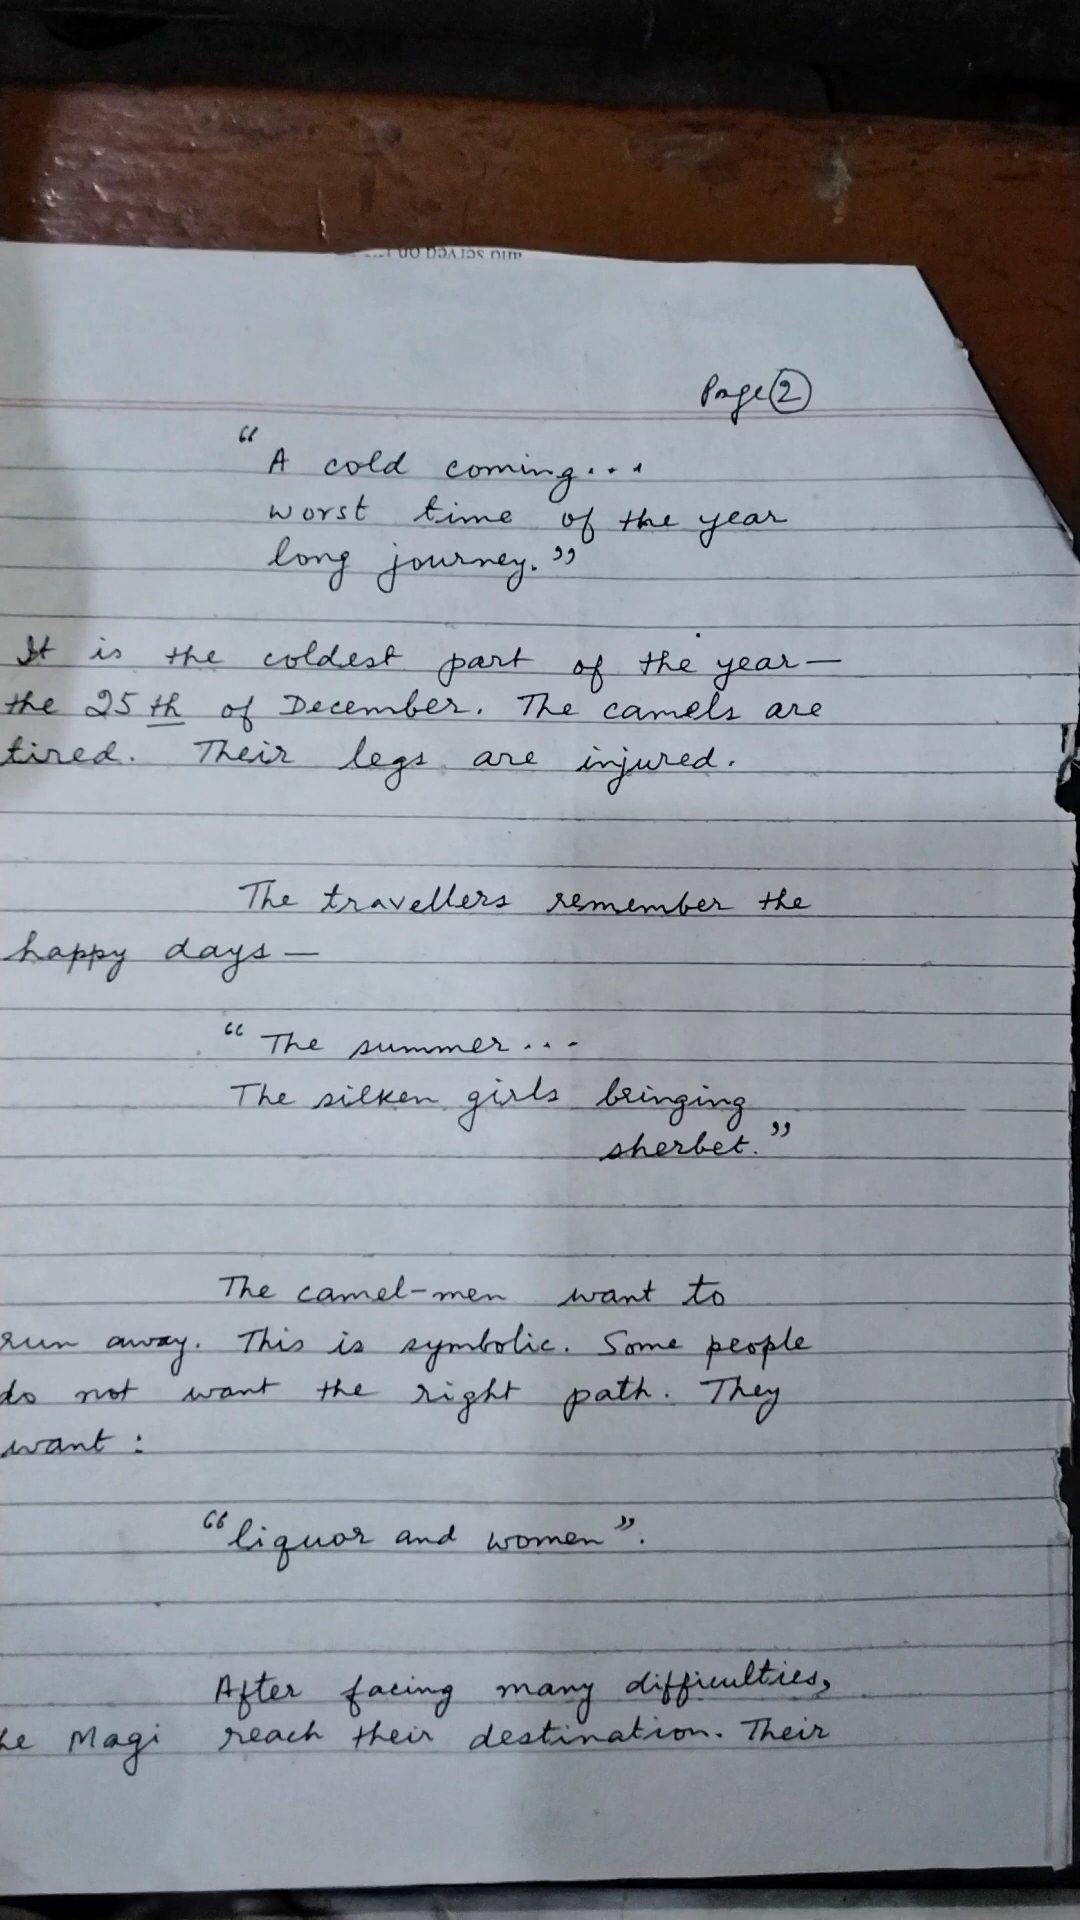 Page 2
"A cold coming...
worst time of the year
long journey."
It is the coldest part of the year—
the 25th of December. The camels are
tired. Their legs are injured.
The travellers remember the
happy days—
"The summer...
The silken girls bringing
sherbet."
The camel-men want to
run away. This is symbolic. Some people
do not want the right path. They
want:
"liquor and women".
After facing many difficulties,
he Magi reach their destination. Their